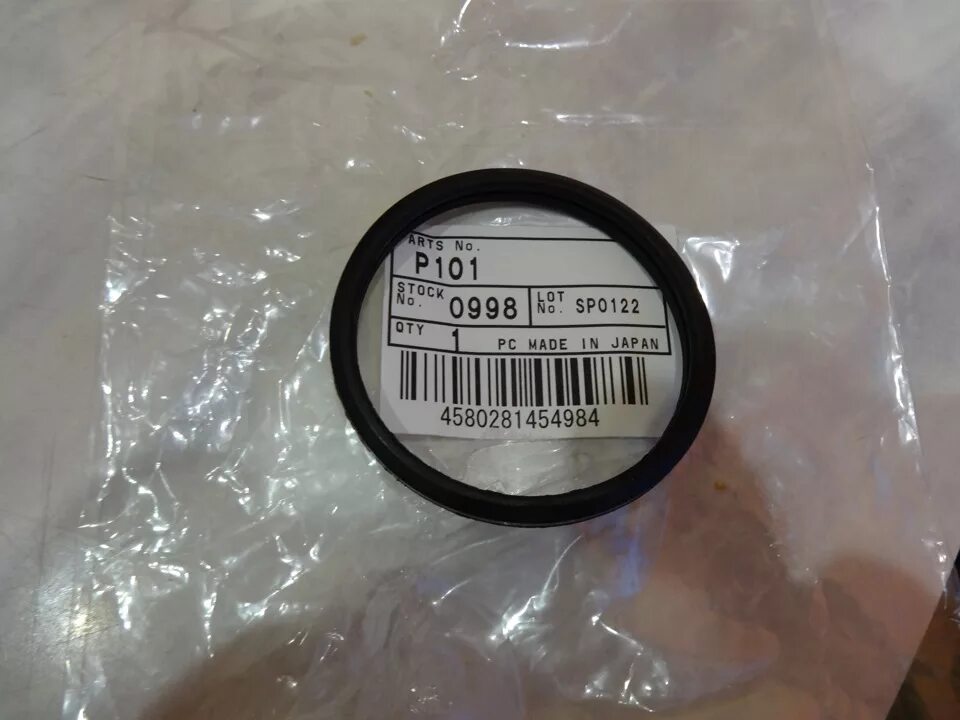 ARTS No.
P101
STOCK No. 0998 LOT No. SP0122
QTY 1 PC MADE IN JAPAN
4580281454984